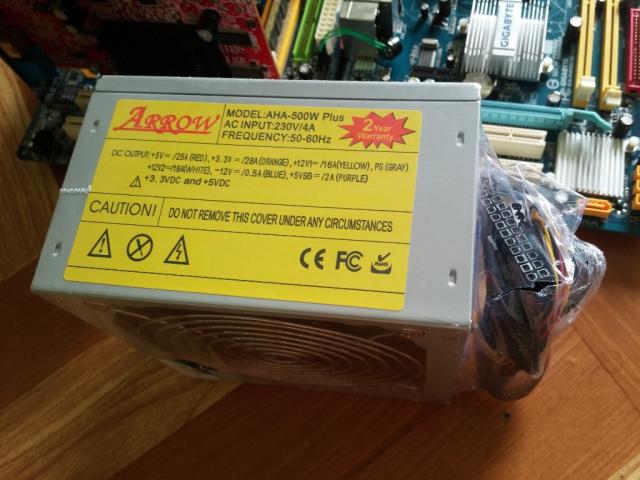 GIGABYTE
ARROW
MODEL:AHA-500W Plus
AC INPUT:230V/4A
FREQUENCY:50-60Hz
2 Year
Warranty
DC OUTPUT:+5V⎓/25A (RED), +3.3V⎓/28A (ORANGE), +12V1⎓/16A(YELLOW), PG (GRAY)
+12V2⎓/16A(WHITE), -12V⎓/0.5A (BLUE), +5VSB⎓/2A (PURPLE)
+3.3VDC and +5VDC
CAUTION!
DO NOT REMOVE THIS COVER UNDER ANY CIRCUMSTANCES
CE FC RoHS